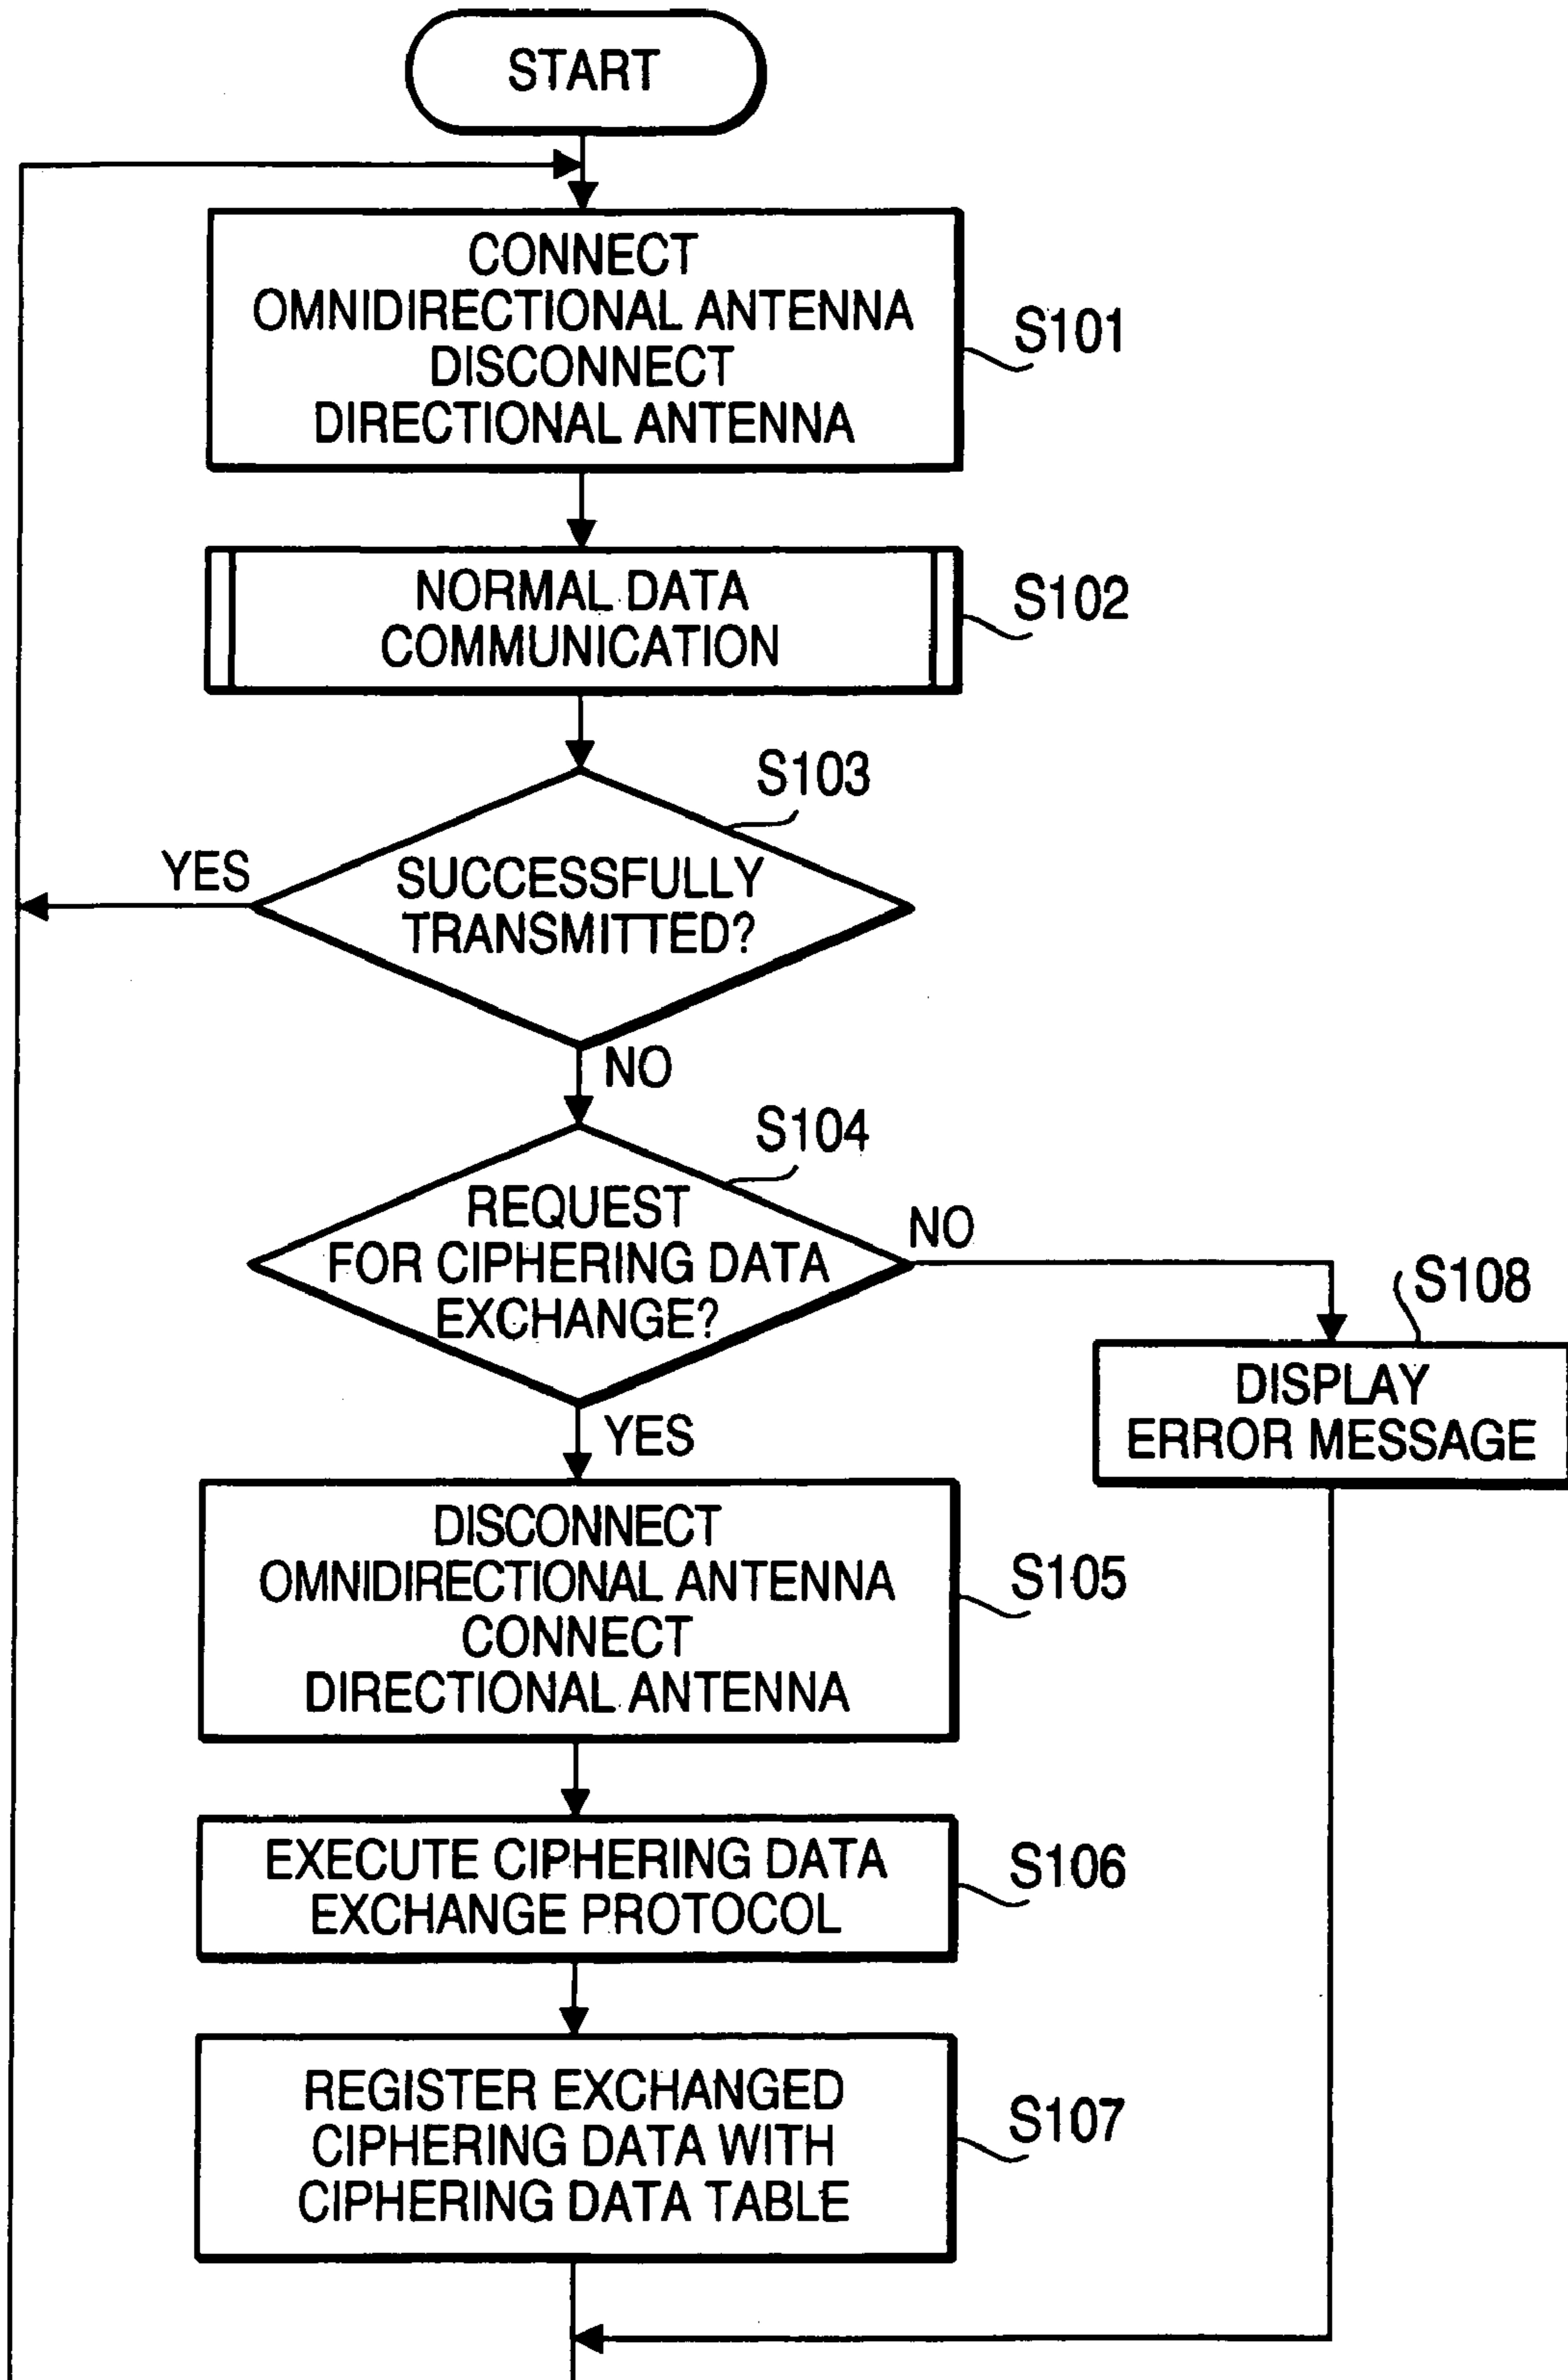 START
CONNECT
OMNIDIRECTIONAL ANTENNA
DISCONNECT
DIRECTIONAL ANTENNA
S101
NORMAL DATA
COMMUNICATION
S102
S103
SUCCESSFULLY
TRANSMITTED?
YES
NO
S104
REQUEST
FOR CIPHERING DATA
EXCHANGE?
NO
YES
S108
DISPLAY
ERROR MESSAGE
DISCONNECT
OMNIDIRECTIONAL ANTENNA
CONNECT
DIRECTIONAL ANTENNA
S105
EXECUTE CIPHERING DATA
EXCHANGE PROTOCOL
S106
REGISTER EXCHANGED
CIPHERING DATA WITH
CIPHERING DATA TABLE
S107